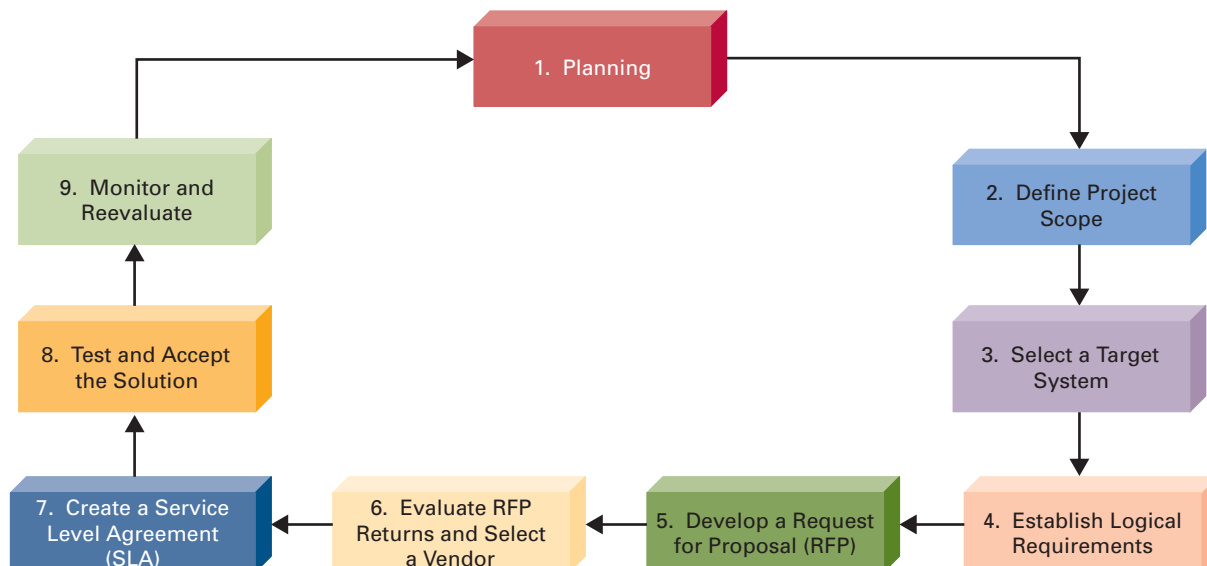 1. Planning
2. Define Project
Scope
3. Select a Target
System
4. Establish Logical
Requirements
5. Develop a Request
for Proposal (RFP)
6. Evaluate RFP
Returns and Select
a Vendor
7. Create a Service
Level Agreement
(SLA)
8. Test and Accept
the Solution
9. Monitor and
Reevaluate